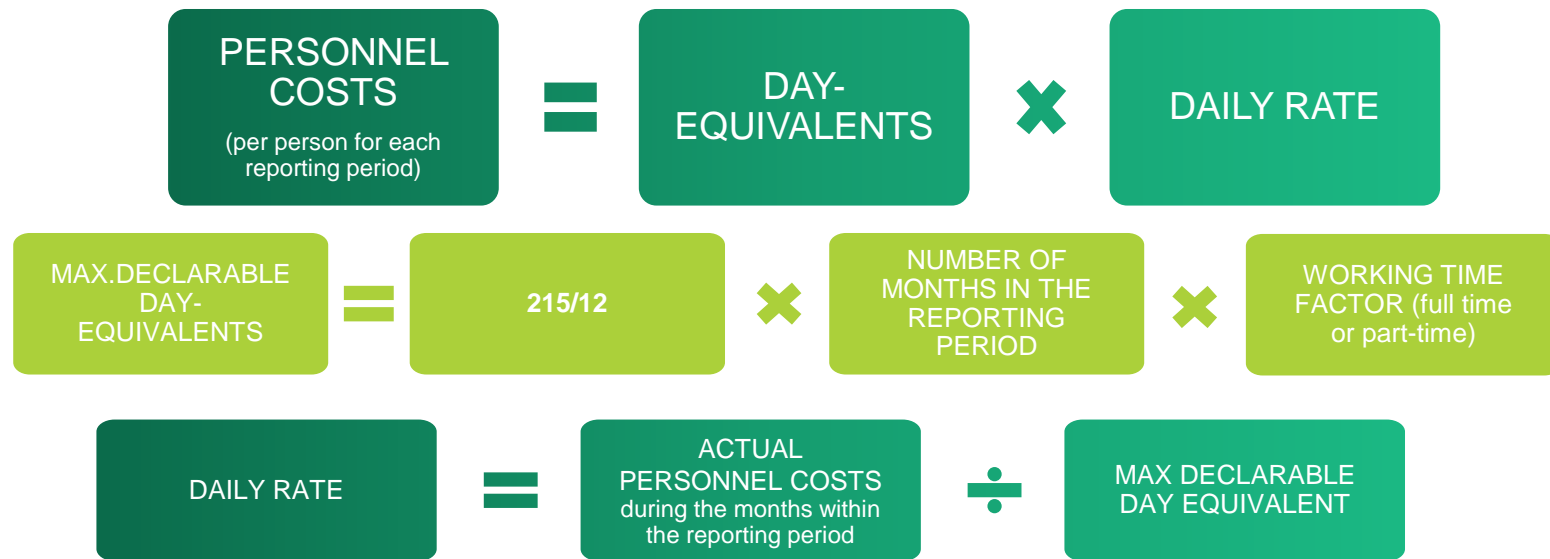 PERSONNEL
COSTS
(per person for each
reporting period)
=
DAY-
EQUIVALENTS
×
DAILY RATE
MAX.DECLARABLE
DAY-
EQUIVALENTS
=
215/12
×
NUMBER OF
MONTHS IN THE
REPORTING
PERIOD
×
WORKING TIME
FACTOR (full time
or part-time)
DAILY RATE
=
ACTUAL
PERSONNEL COSTS
during the months within
the reporting period
÷
MAX DECLARABLE
DAY EQUIVALENT